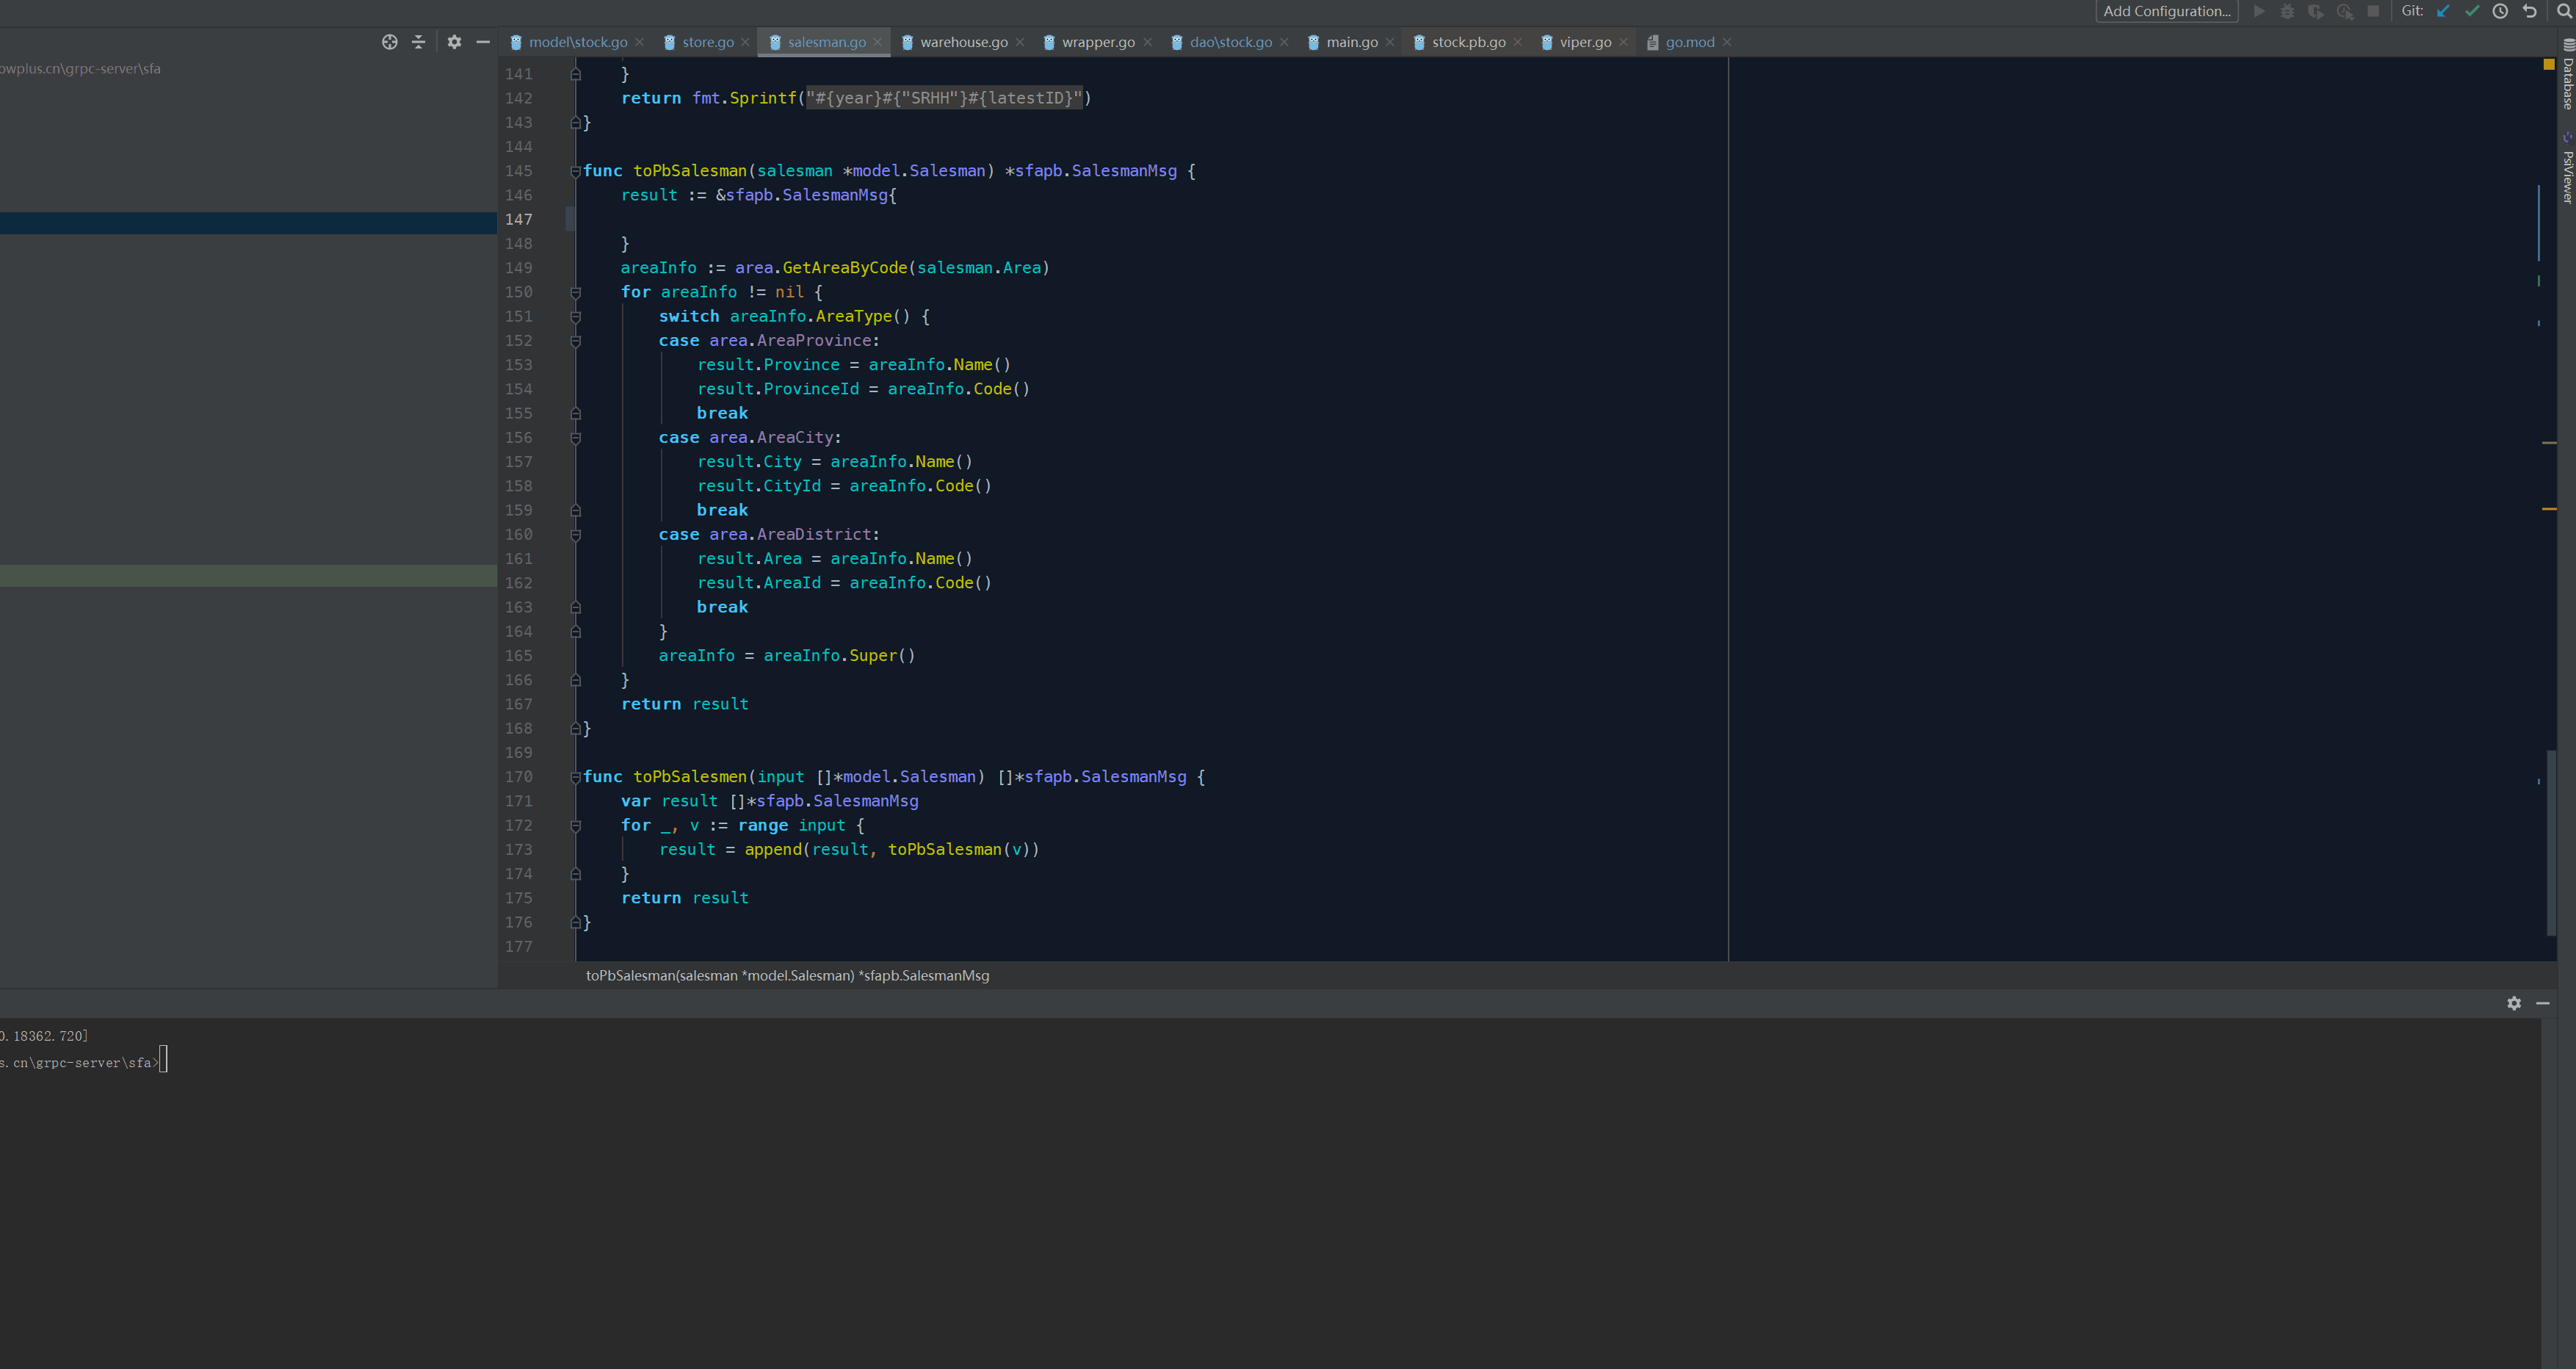 Add Configuration...
Git:
model\stock.go
store.go
salesman.go
warehouse.go
wrapper.go
dao\stock.go
main.go
stock.pb.go
viper.go
go.mod
owplus.cn\grpc-server\sfa
Database
PsiViewer
141 }
142 return fmt.Sprintf("#{year}#{"SRHH"}#{latestID}")
143 }
144
145 func toPbSalesman(salesman *model.Salesman) *sfapb.SalesmanMsg {
146 result := &sfapb.SalesmanMsg{
147
148 }
149 areaInfo := area.GetAreaByCode(salesman.Area)
150 for areaInfo != nil {
151 switch areaInfo.AreaType() {
152 case area.AreaProvince:
153 result.Province = areaInfo.Name()
154 result.ProvinceId = areaInfo.Code()
155 break
156 case area.AreaCity:
157 result.City = areaInfo.Name()
158 result.CityId = areaInfo.Code()
159 break
160 case area.AreaDistrict:
161 result.Area = areaInfo.Name()
162 result.AreaId = areaInfo.Code()
163 break
164 }
165 areaInfo = areaInfo.Super()
166 }
167 return result
168 }
169
170 func toPbSalesmen(input []*model.Salesman) []*sfapb.SalesmanMsg {
171 var result []*sfapb.SalesmanMsg
172 for _, v := range input {
173 result = append(result, toPbSalesman(v))
174 }
175 return result
176 }
177
toPbSalesman(salesman *model.Salesman) *sfapb.SalesmanMsg
0.18362.720]
s.cn\grpc-server\sfa>